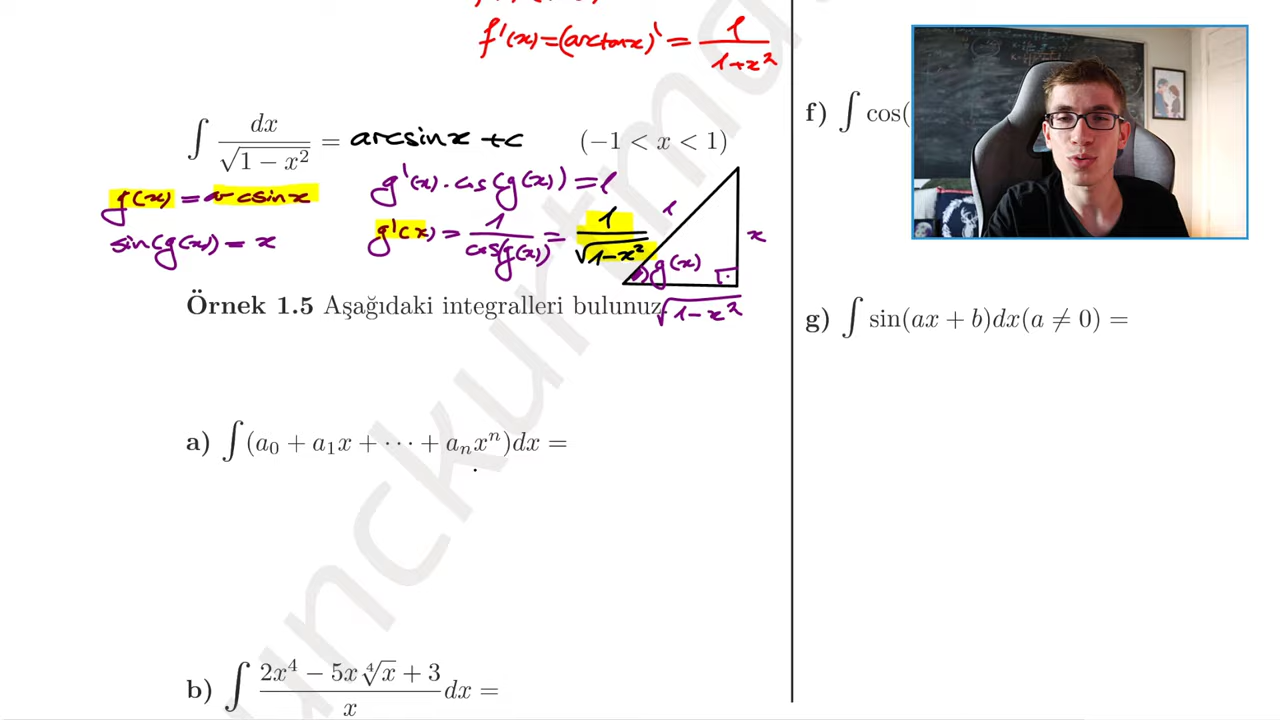 f'(x)=(arctanx)' = 1/(1+x²)
∫ dx/√(1 − x²) = arcsinx +c (−1 < x < 1)
g(x) = arcsinx
sin(g(x)) = x
g'(x).cos(g(x)) = 1
g'(x) = 1/cos(g(x)) = 1/√(1-x²)
1
x
g(x)
√(1-x²)
Örnek 1.5 Aşağıdaki integralleri bulunuz.
a) ∫(a₀ + a₁x + ⋯ + aₙxⁿ)dx =
b) ∫ (2x⁴ − 5x ∜x + 3)/x dx =
f) ∫ cos(
g) ∫ sin(ax + b)dx(a ≠ 0) =
unckurtma